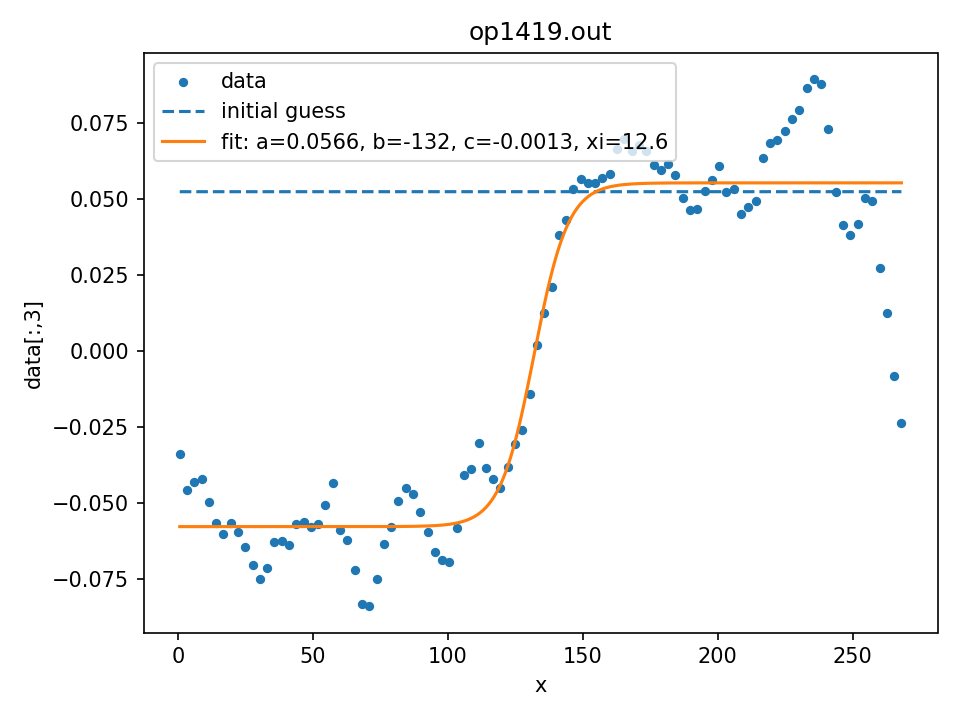 op1419.out
data
initial guess
fit: a=0.0566, b=-132, c=-0.0013, xi=12.6
0.075
0.050
0.025
0.000
−0.025
−0.050
−0.075
data[:,3]
0 50 100 150 200 250
x